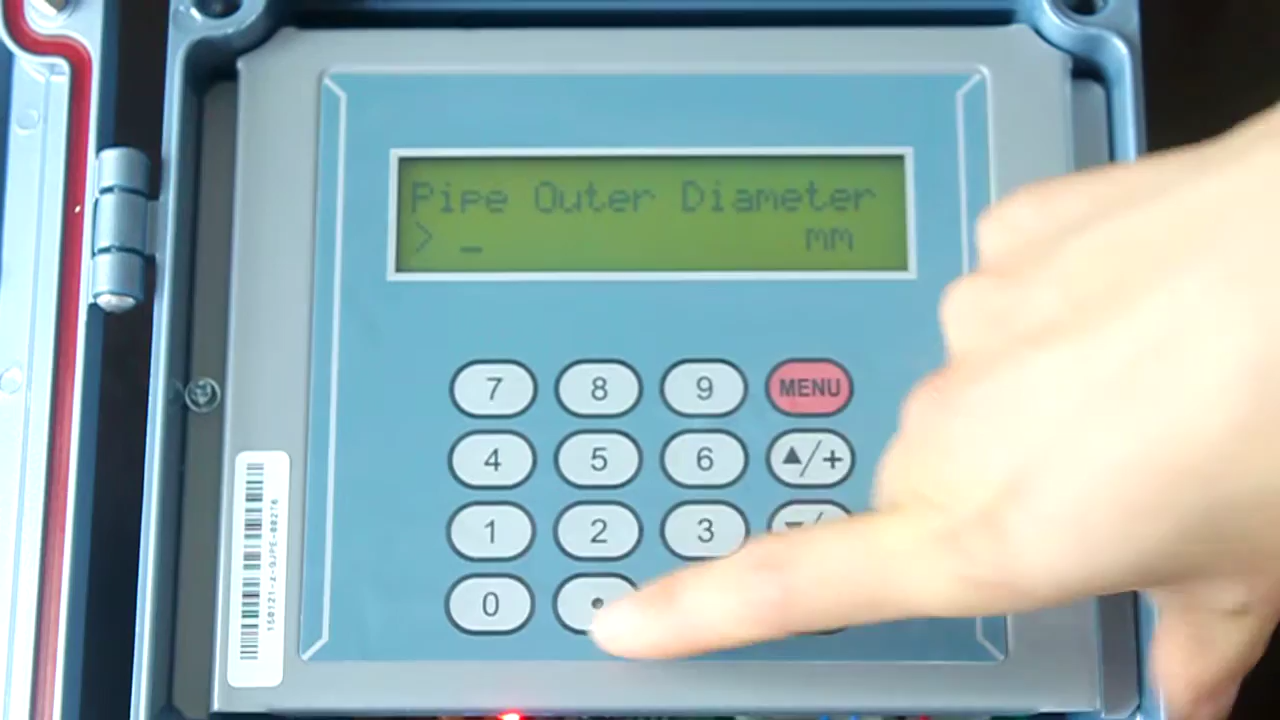 Pipe Outer Diameter
> _ mm
7 8 9 MENU
4 5 6 ▲/+
1 2 3
0 .